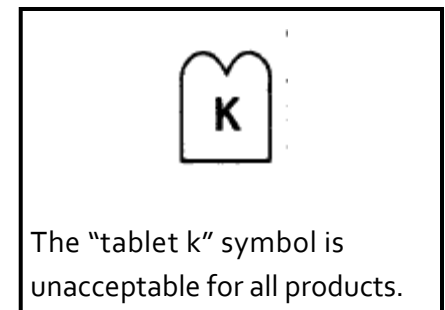 K
The “tablet k” symbol is
unacceptable for all products.